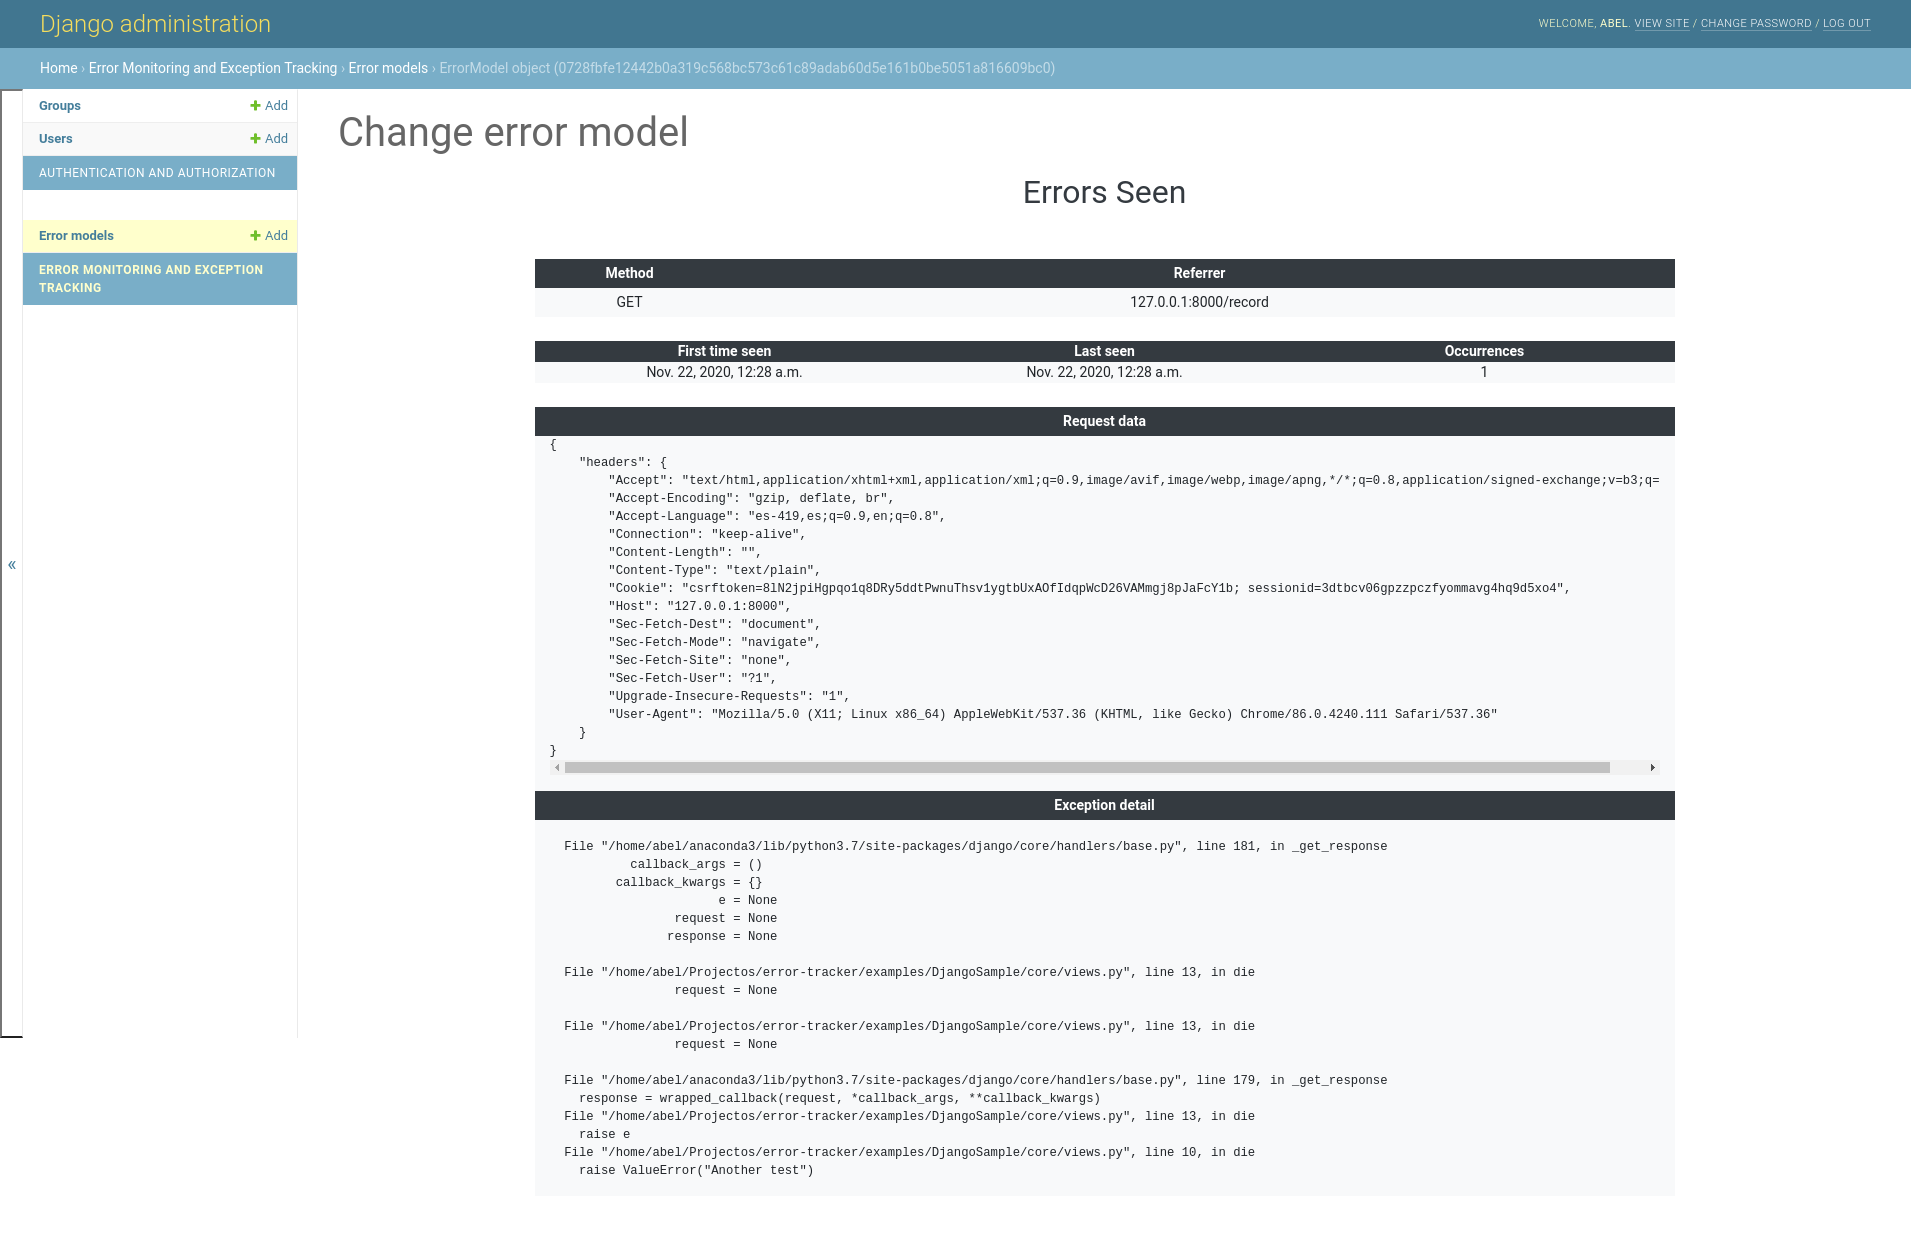 Django administration
WELCOME, ABEL. VIEW SITE / CHANGE PASSWORD / LOG OUT
Home › Error Monitoring and Exception Tracking › Error models › ErrorModel object (0728fbfe12442b0a319c568bc573c61c89adab60d5e161b0be5051a816609bc0)
Groups + Add
Users + Add
AUTHENTICATION AND AUTHORIZATION
Error models + Add
ERROR MONITORING AND EXCEPTION
TRACKING
«
Change error model
Errors Seen
Method Referrer
GET 127.0.0.1:8000/record
First time seen Last seen Occurrences
Nov. 22, 2020, 12:28 a.m. Nov. 22, 2020, 12:28 a.m. 1
Request data
{
    "headers": {
        "Accept": "text/html,application/xhtml+xml,application/xml;q=0.9,image/avif,image/webp,image/apng,*/*;q=0.8,application/signed-exchange;v=b3;q=
        "Accept-Encoding": "gzip, deflate, br",
        "Accept-Language": "es-419,es;q=0.9,en;q=0.8",
        "Connection": "keep-alive",
        "Content-Length": "",
        "Content-Type": "text/plain",
        "Cookie": "csrftoken=8lN2jpiHgpqo1q8DRy5ddtPwnuThsv1ygtbUxAOfIdqpWcD26VAMmgj8pJaFcY1b; sessionid=3dtbcv06gpzzpczfyommavg4hq9d5xo4",
        "Host": "127.0.0.1:8000",
        "Sec-Fetch-Dest": "document",
        "Sec-Fetch-Mode": "navigate",
        "Sec-Fetch-Site": "none",
        "Sec-Fetch-User": "?1",
        "Upgrade-Insecure-Requests": "1",
        "User-Agent": "Mozilla/5.0 (X11; Linux x86_64) AppleWebKit/537.36 (KHTML, like Gecko) Chrome/86.0.4240.111 Safari/537.36"
    }
}
Exception detail
  File "/home/abel/anaconda3/lib/python3.7/site-packages/django/core/handlers/base.py", line 181, in _get_response
           callback_args = ()
         callback_kwargs = {}
                       e = None
                 request = None
                response = None
  File "/home/abel/Projectos/error-tracker/examples/DjangoSample/core/views.py", line 13, in die
                 request = None
  File "/home/abel/Projectos/error-tracker/examples/DjangoSample/core/views.py", line 13, in die
                 request = None
  File "/home/abel/anaconda3/lib/python3.7/site-packages/django/core/handlers/base.py", line 179, in _get_response
    response = wrapped_callback(request, *callback_args, **callback_kwargs)
  File "/home/abel/Projectos/error-tracker/examples/DjangoSample/core/views.py", line 13, in die
    raise e
  File "/home/abel/Projectos/error-tracker/examples/DjangoSample/core/views.py", line 10, in die
    raise ValueError("Another test")